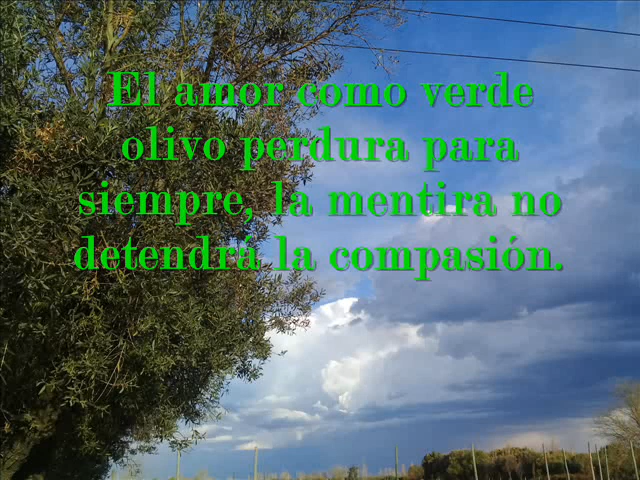 El amor como verde
olivo perdura para
siempre, la mentira no
detendrá la compasión.